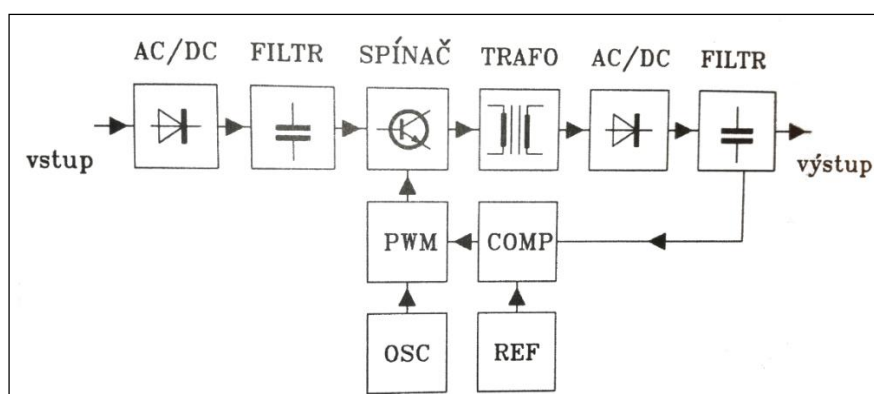 AC/DC FILTR SPÍNAČ TRAFO AC/DC FILTR
vstup
výstup
PWM COMP
OSC REF